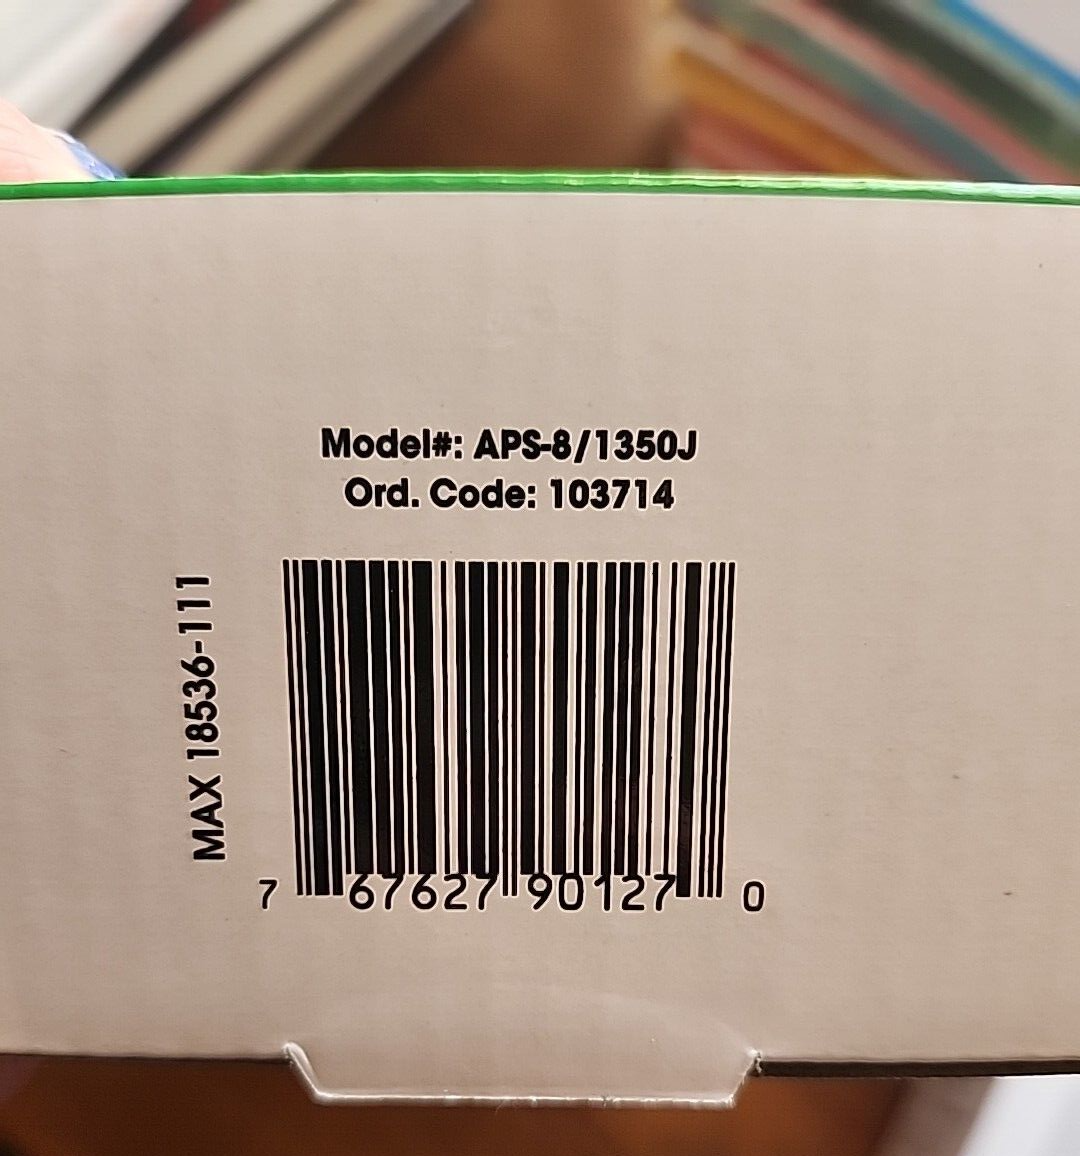 Model#: APS-8/1350J
Ord. Code: 103714
MAX 18536-111
7 67627 90127 0